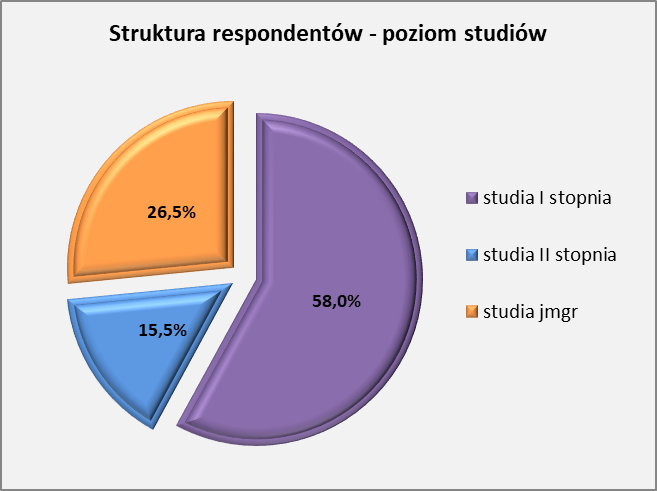 Struktura respondentów - poziom studiów
26,5%
58,0%
15,5%
studia I stopnia
studia II stopnia
studia jmgr